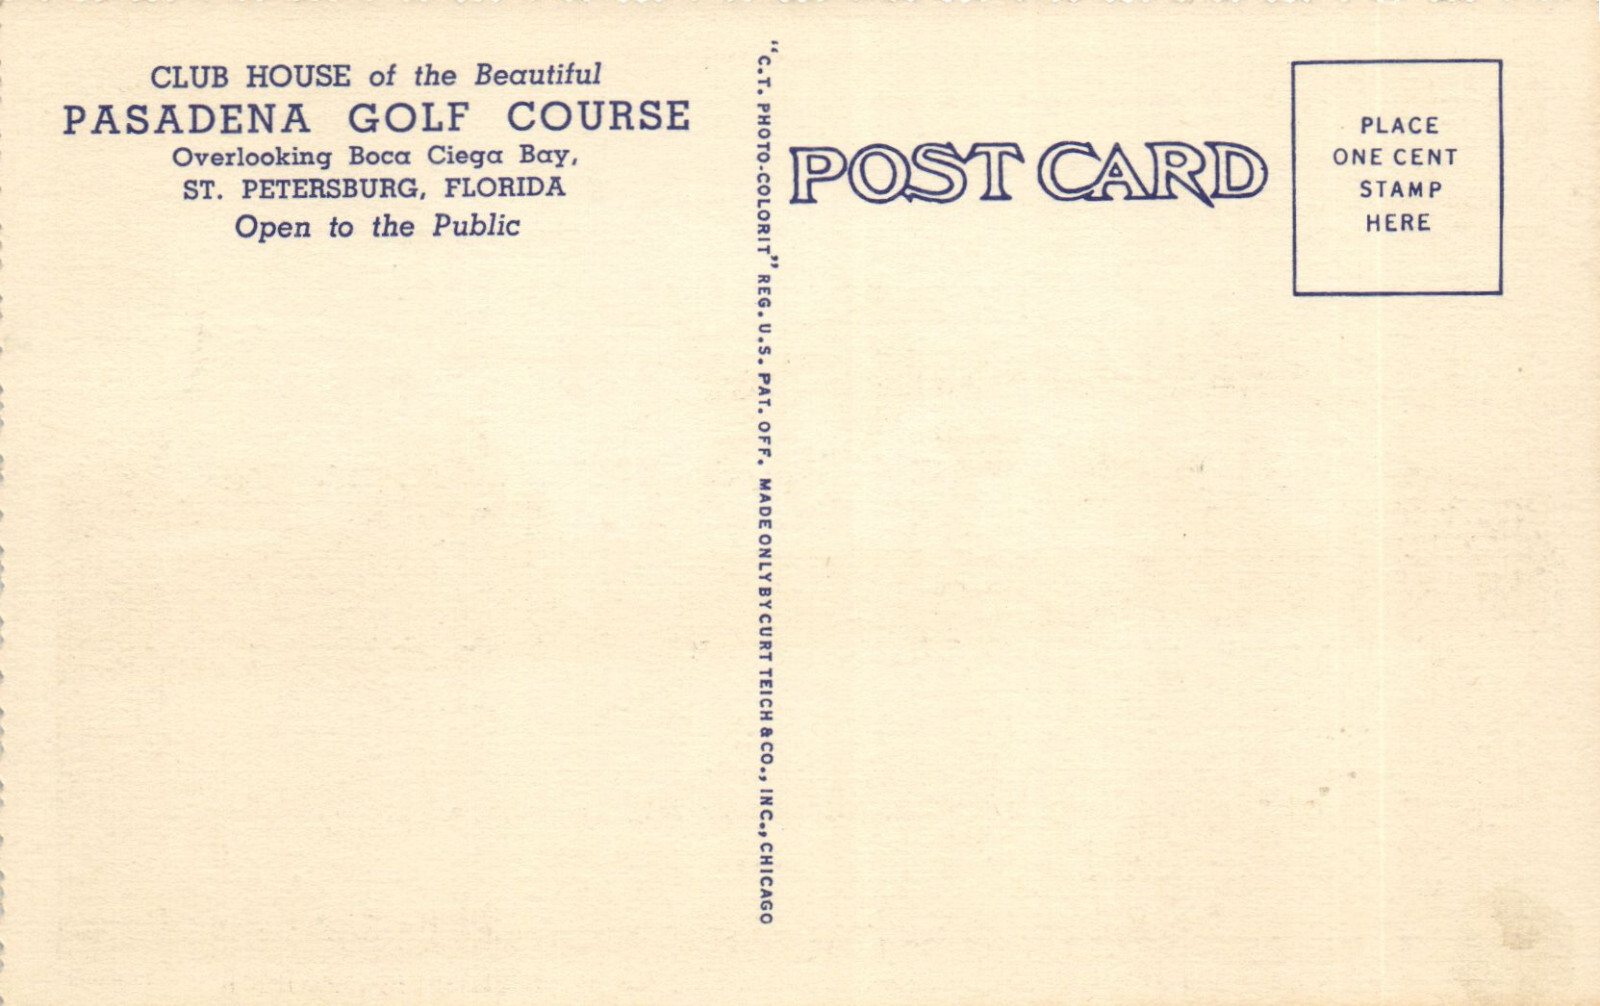 CLUB HOUSE of the Beautiful
PASADENA GOLF COURSE
Overlooking Boca Ciega Bay,
ST. PETERSBURG, FLORIDA
Open to the Public
"C.T. PHOTO-COLORIT" REG. U.S. PAT. OFF. MADE ONLY BY CURT TEICH & CO., INC., CHICAGO
POST CARD
PLACE
ONE CENT
STAMP
HERE